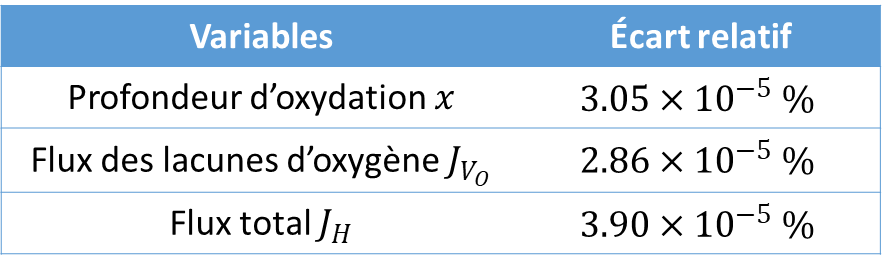 Variables Écart relatif
Profondeur d’oxydation x 3.05 × 10⁻⁵ %
Flux des lacunes d’oxygène J_{V_O} 2.86 × 10⁻⁵ %
Flux total J_H 3.90 × 10⁻⁵ %